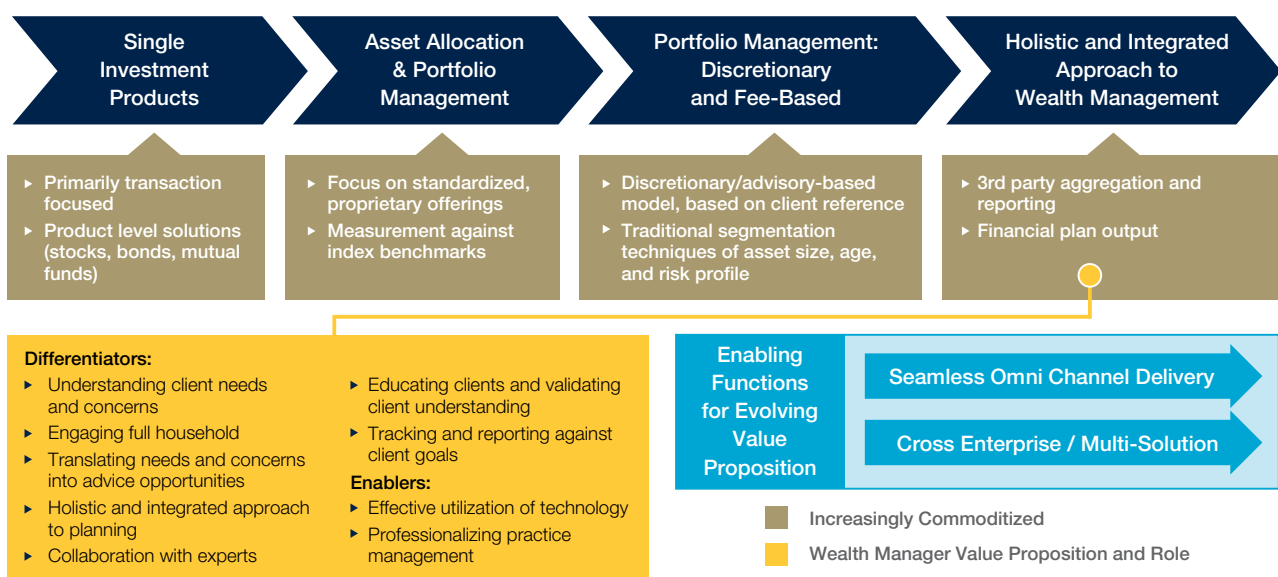 Single
Investment
Products
Asset Allocation
& Portfolio
Management
Portfolio Management:
Discretionary
and Fee-Based
Holistic and Integrated
Approach to
Wealth Management
▸ Primarily transaction
focused
▸ Product level solutions
(stocks, bonds, mutual
funds)
▸ Focus on standardized,
proprietary offerings
▸ Measurement against
index benchmarks
▸ Discretionary/advisory-based
model, based on client reference
▸ Traditional segmentation
techniques of asset size, age,
and risk profile
▸ 3rd party aggregation and
reporting
▸ Financial plan output
Differentiators:
▸ Understanding client needs
and concerns
▸ Engaging full household
▸ Translating needs and concerns
into advice opportunities
▸ Holistic and integrated approach
to planning
▸ Collaboration with experts
▸ Educating clients and validating
client understanding
▸ Tracking and reporting against
client goals
Enablers:
▸ Effective utilization of technology
▸ Professionalizing practice
management
Enabling
Functions
for Evolving
Value
Proposition
Seamless Omni Channel Delivery
Cross Enterprise / Multi-Solution
Increasingly Commoditized
Wealth Manager Value Proposition and Role